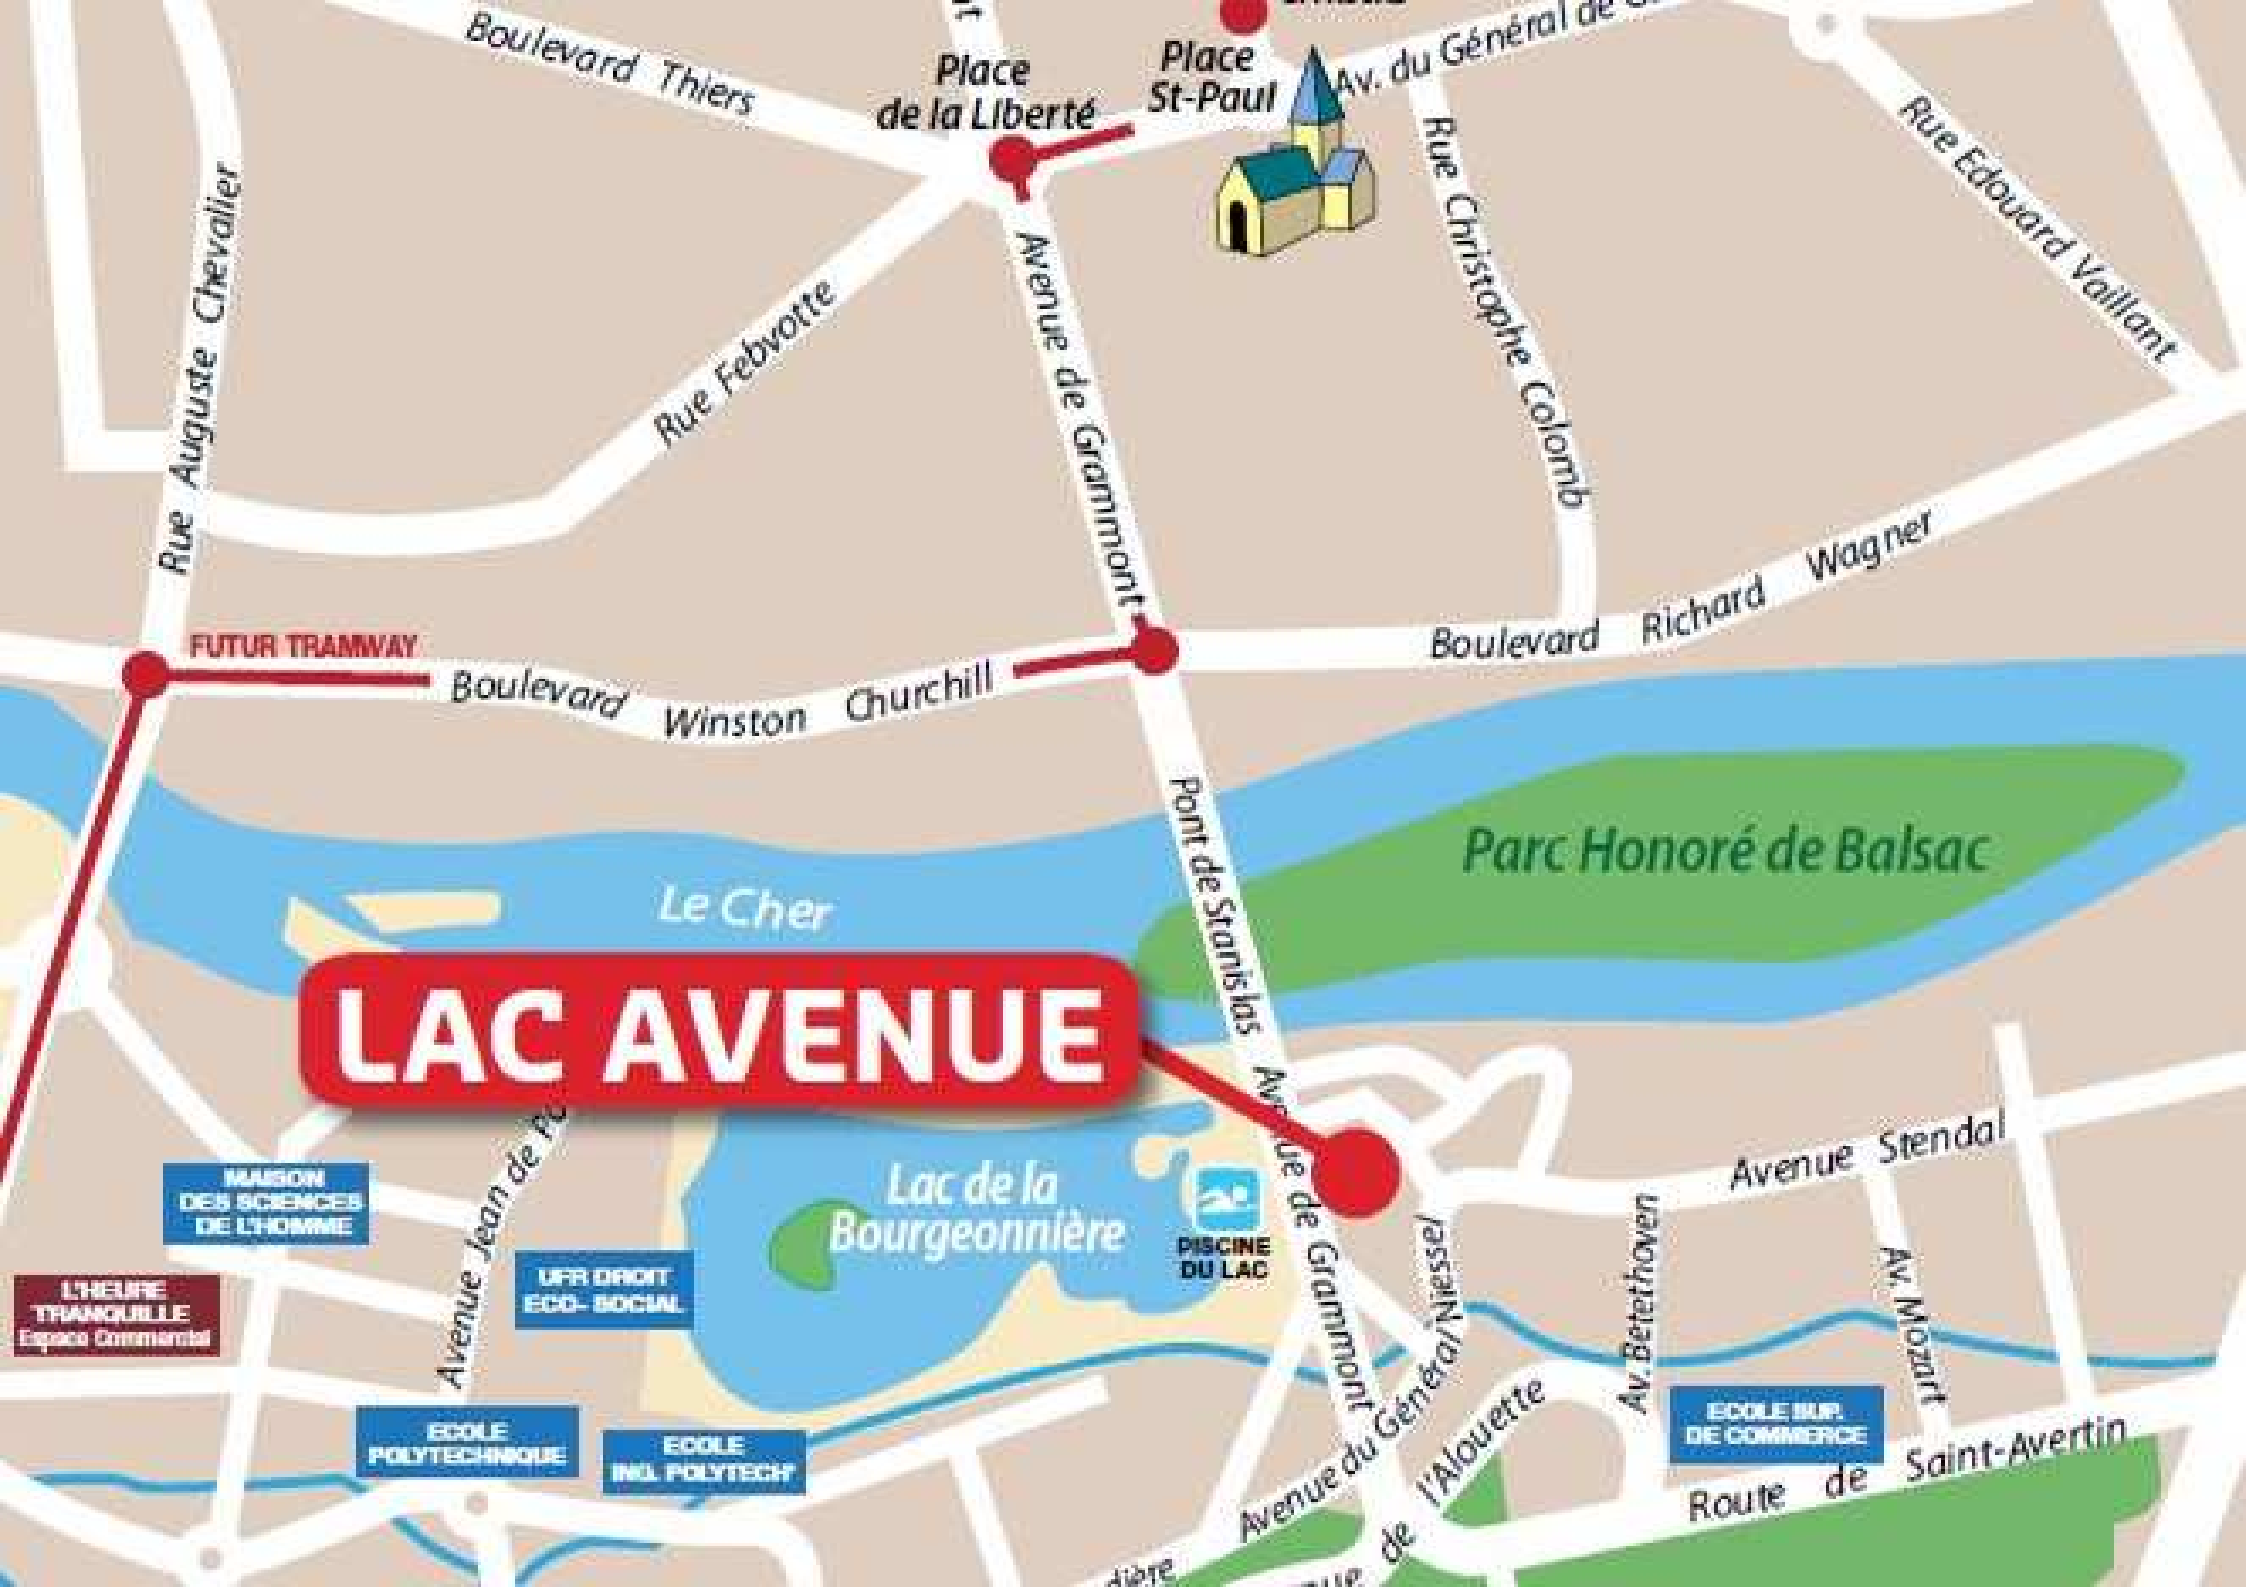 Boulevard Thiers
Place
de la LIberté
Place
St-Paul
Av. du Général de
Rue Edouard Vaillant
Rue Christophe Colomb
Rue Auguste Chevalier
Rue Febvotte
Avenue de Grammont
FUTUR TRAMWAY
Boulevard Winston Churchill
Boulevard Richard Wagner
Pont de Stanislas
Parc Honoré de Balsac
Le Cher
LAC AVENUE
Avenue de Grammont
Avenue Stendal
Avenue Jean de
MAISON
DES SCIENCES
DE L'HOMME
Lac de la
Bourgeonnière
PISCINE
DU LAC
L'HEURE
TRANQUILLE
Espace Commercial
UFR DROIT
ECO- SOCIAL
Avenue du Général Niessel
Av. Betethoven
Av. Mozart
ECOLE
POLYTECHNIQUE
ECOLE
ING. POLYTECH'
ECOLE SUP.
DE COMMERCE
de l'Alouette
Route de Saint-Avertin